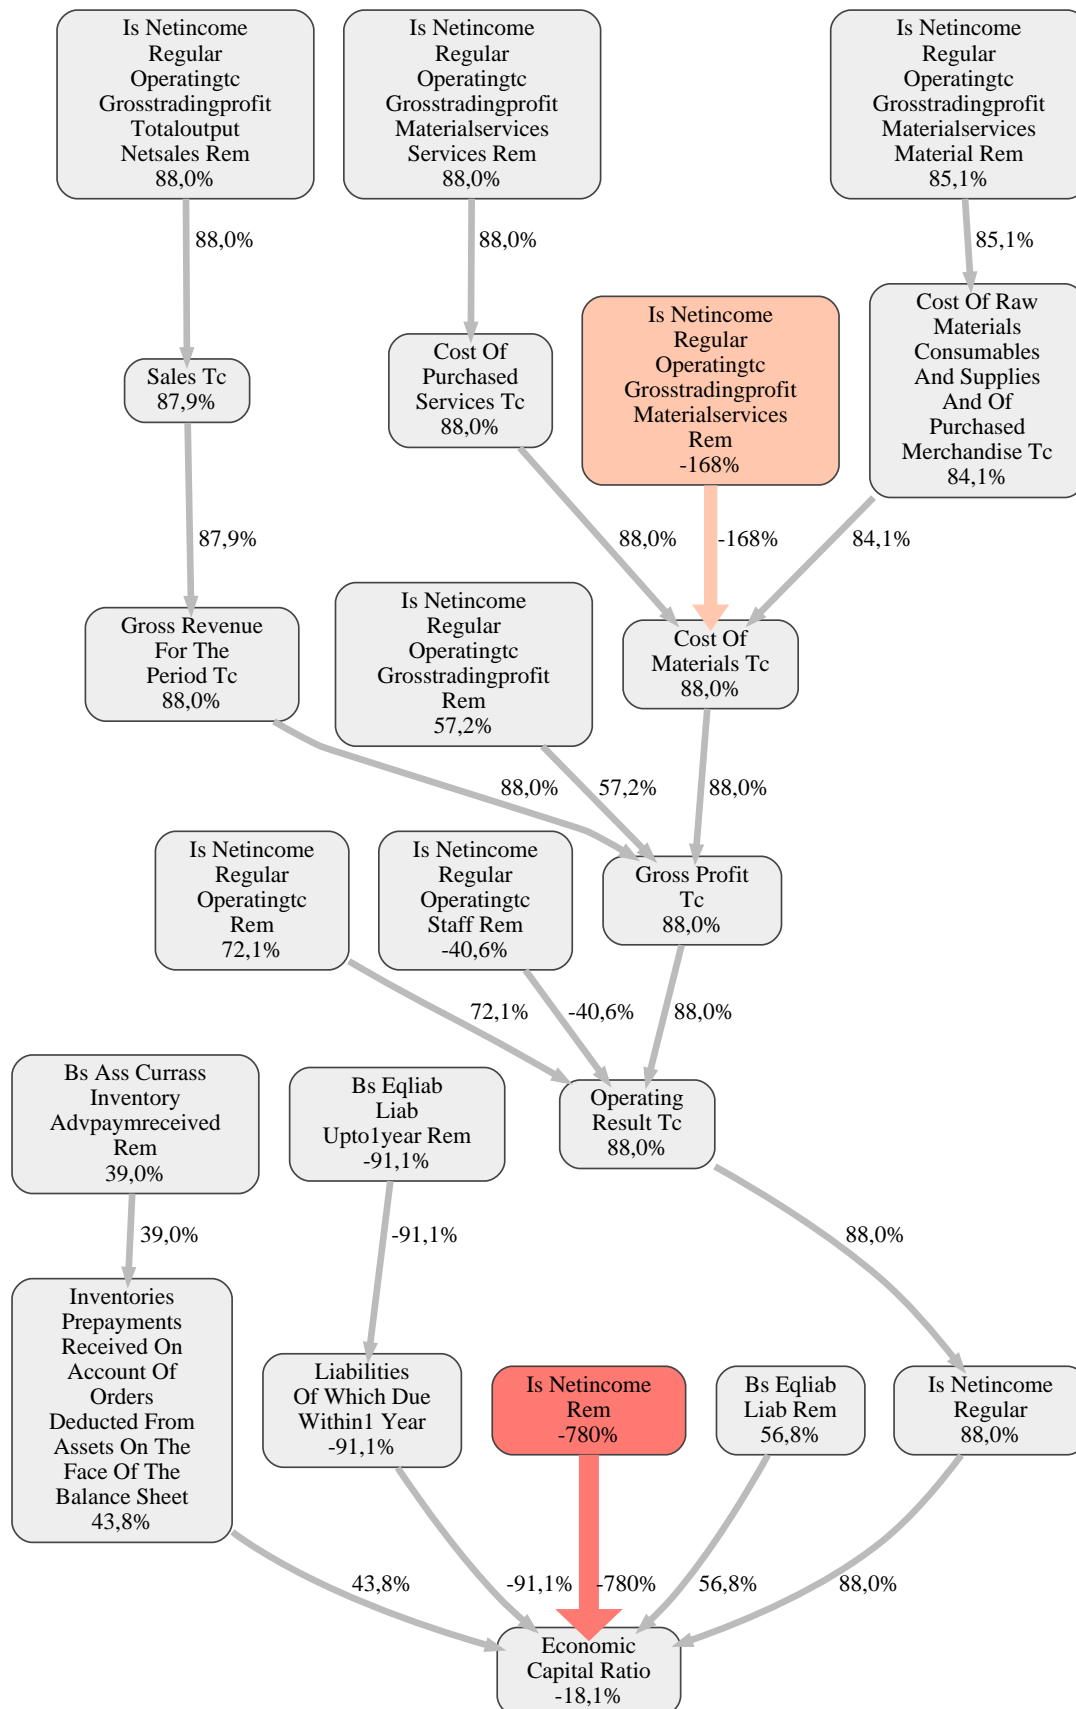 Is Netincome
Regular
Operatingtc
Grosstradingprofit
Totaloutput
Netsales Rem
88,0%
Is Netincome
Regular
Operatingtc
Grosstradingprofit
Materialservices
Services Rem
88,0%
Is Netincome
Regular
Operatingtc
Grosstradingprofit
Materialservices
Material Rem
85,1%
88,0%
88,0%
85,1%
Sales Tc
87,9%
Cost Of
Purchased
Services Tc
88,0%
Is Netincome
Regular
Operatingtc
Grosstradingprofit
Materialservices
Rem
-168%
Cost Of Raw
Materials
Consumables
And Supplies
And Of
Purchased
Merchandise Tc
84,1%
87,9%
88,0%
-168%
84,1%
Gross Revenue
For The
Period Tc
88,0%
Is Netincome
Regular
Operatingtc
Grosstradingprofit
Rem
57,2%
Cost Of
Materials Tc
88,0%
88,0%
57,2%
88,0%
Is Netincome
Regular
Operatingtc
Rem
72,1%
Is Netincome
Regular
Operatingtc
Staff Rem
-40,6%
Gross Profit
Tc
88,0%
72,1%
-40,6%
88,0%
Bs Ass Currass
Inventory
Advpaymreceived
Rem
39,0%
Bs Eqliab
Liab
Upto1year Rem
-91,1%
Operating
Result Tc
88,0%
39,0%
-91,1%
88,0%
Inventories
Prepayments
Received On
Account Of
Orders
Deducted From
Assets On The
Face Of The
Balance Sheet
43,8%
Liabilities
Of Which Due
Within1 Year
-91,1%
Is Netincome
Rem
-780%
Bs Eqliab
Liab Rem
56,8%
Is Netincome
Regular
88,0%
43,8%
-91,1%
-780%
56,8%
88,0%
Economic
Capital Ratio
-18,1%